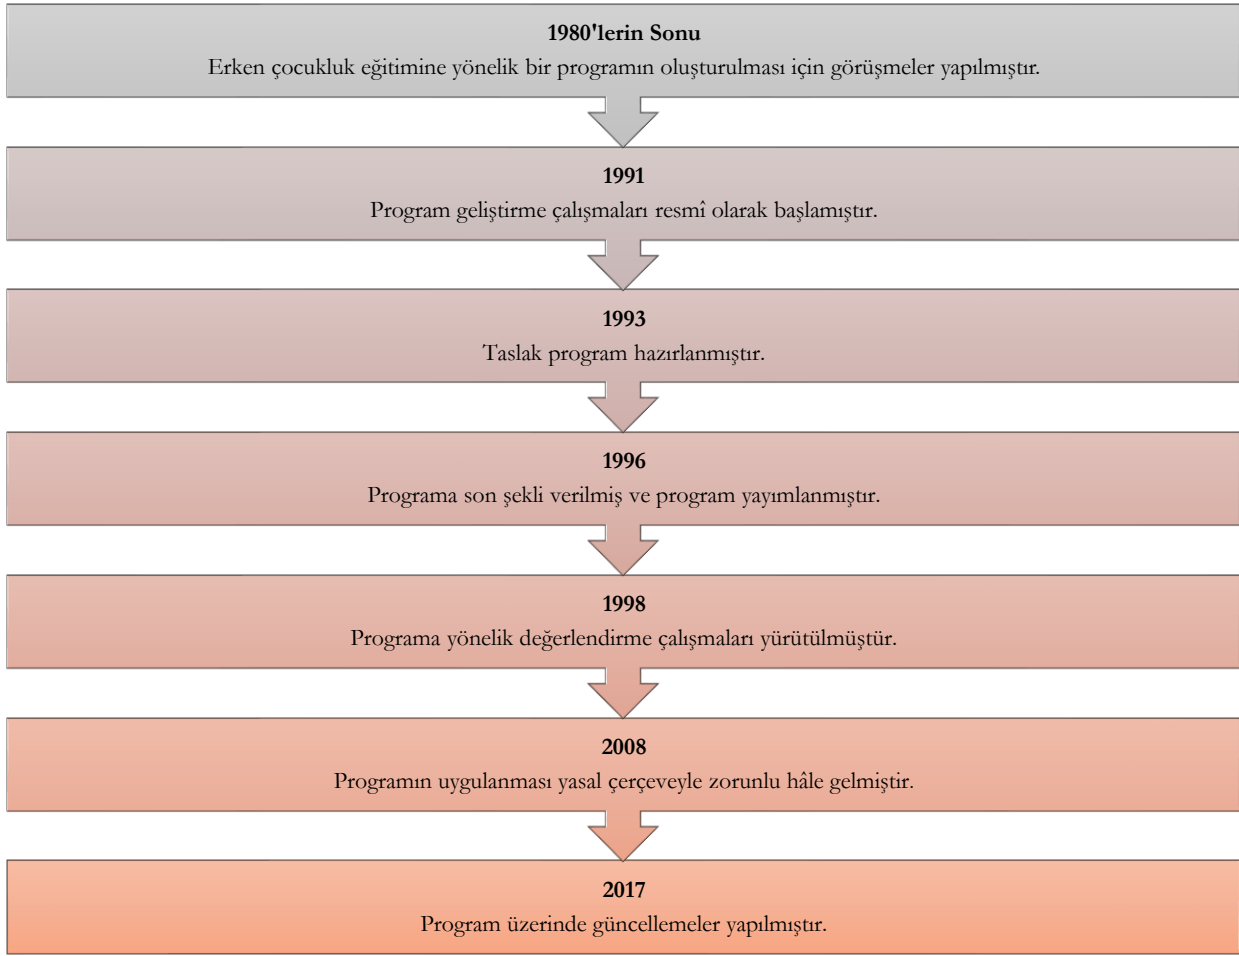 1980'lerin Sonu
Erken çocukluk eğitimine yönelik bir programın oluşturulması için görüşmeler yapılmıştır.
1991
Program geliştirme çalışmaları resmî olarak başlamıştır.
1993
Taslak program hazırlanmıştır.
1996
Programa son şekli verilmiş ve program yayımlanmıştır.
1998
Programa yönelik değerlendirme çalışmaları yürütülmüştür.
2008
Programın uygulanması yasal çerçeveyle zorunlu hâle gelmiştir.
2017
Program üzerinde güncellemeler yapılmıştır.